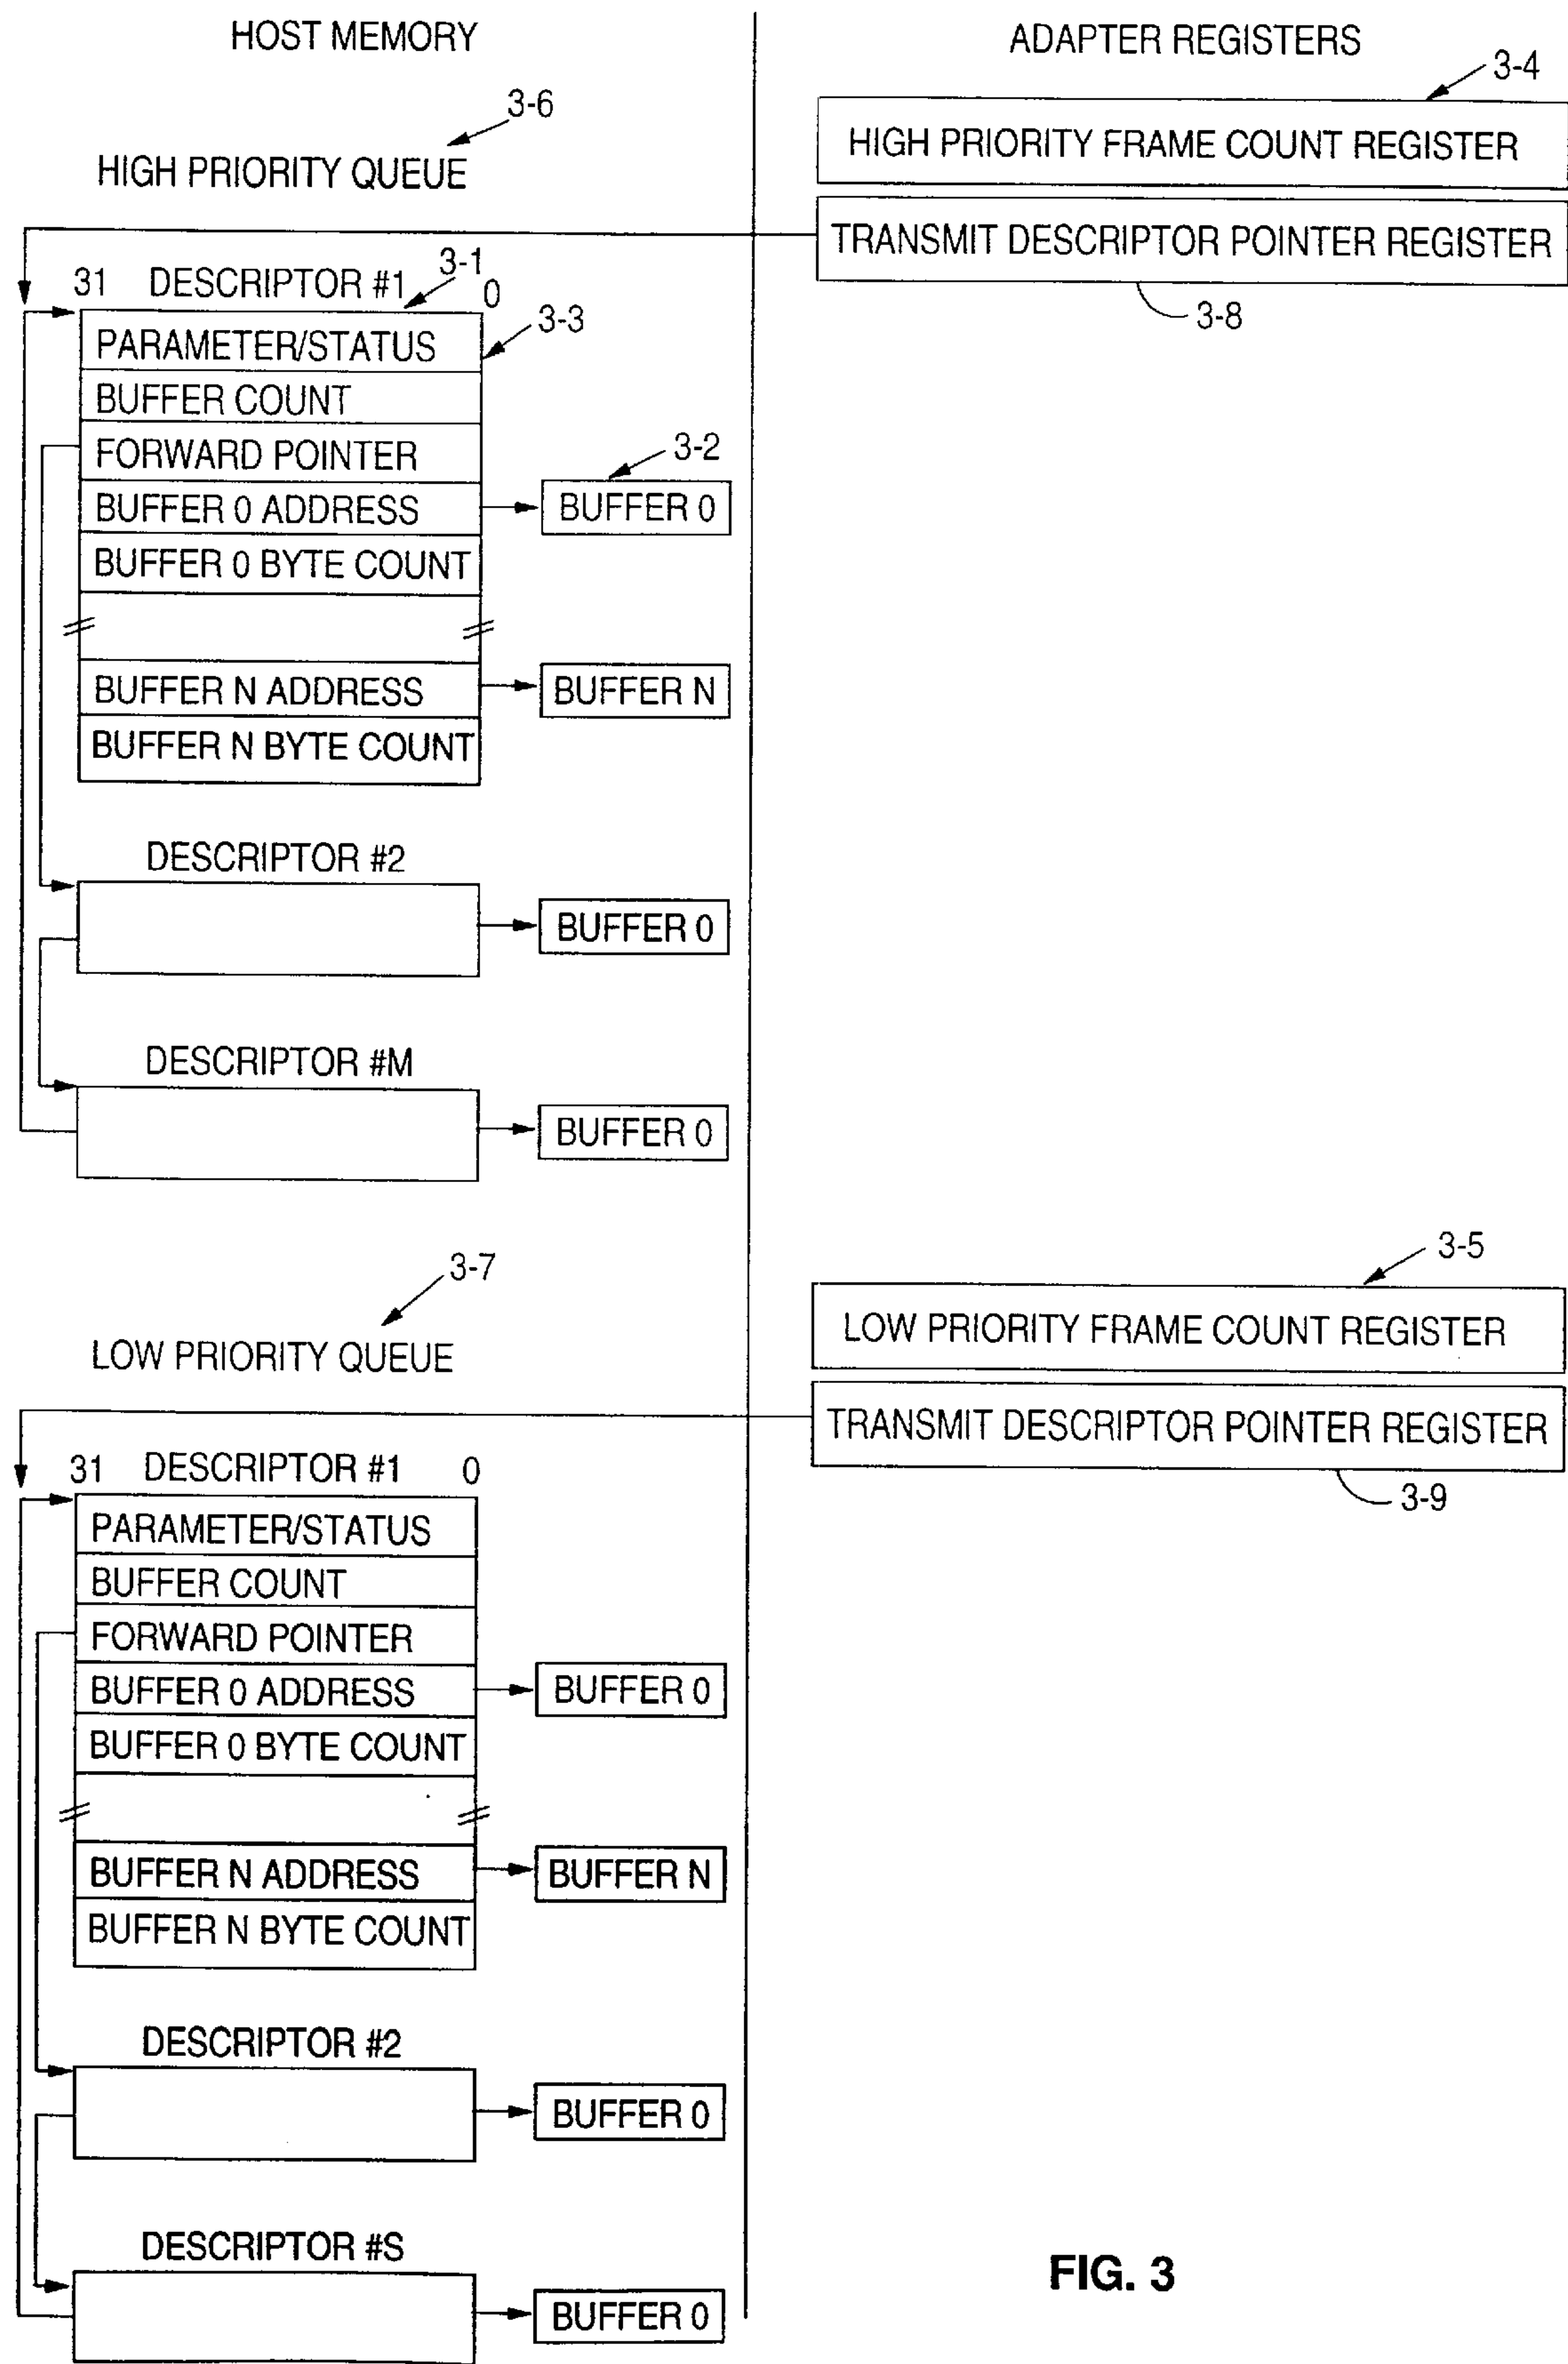 HOST MEMORY
ADAPTER REGISTERS
3-4
HIGH PRIORITY FRAME COUNT REGISTER
3-6
HIGH PRIORITY QUEUE
TRANSMIT DESCRIPTOR POINTER REGISTER
3-8
31 DESCRIPTOR #1 0
3-1
3-3
PARAMETER/STATUS
BUFFER COUNT
FORWARD POINTER
3-2
BUFFER 0 ADDRESS
BUFFER 0
BUFFER 0 BYTE COUNT
BUFFER N ADDRESS
BUFFER N
BUFFER N BYTE COUNT
DESCRIPTOR #2
BUFFER 0
DESCRIPTOR #M
BUFFER 0
3-5
LOW PRIORITY FRAME COUNT REGISTER
3-7
LOW PRIORITY QUEUE
TRANSMIT DESCRIPTOR POINTER REGISTER
3-9
31 DESCRIPTOR #1 0
PARAMETER/STATUS
BUFFER COUNT
FORWARD POINTER
BUFFER 0 ADDRESS
BUFFER 0
BUFFER 0 BYTE COUNT
BUFFER N ADDRESS
BUFFER N
BUFFER N BYTE COUNT
DESCRIPTOR #2
BUFFER 0
DESCRIPTOR #S
BUFFER 0
FIG. 3